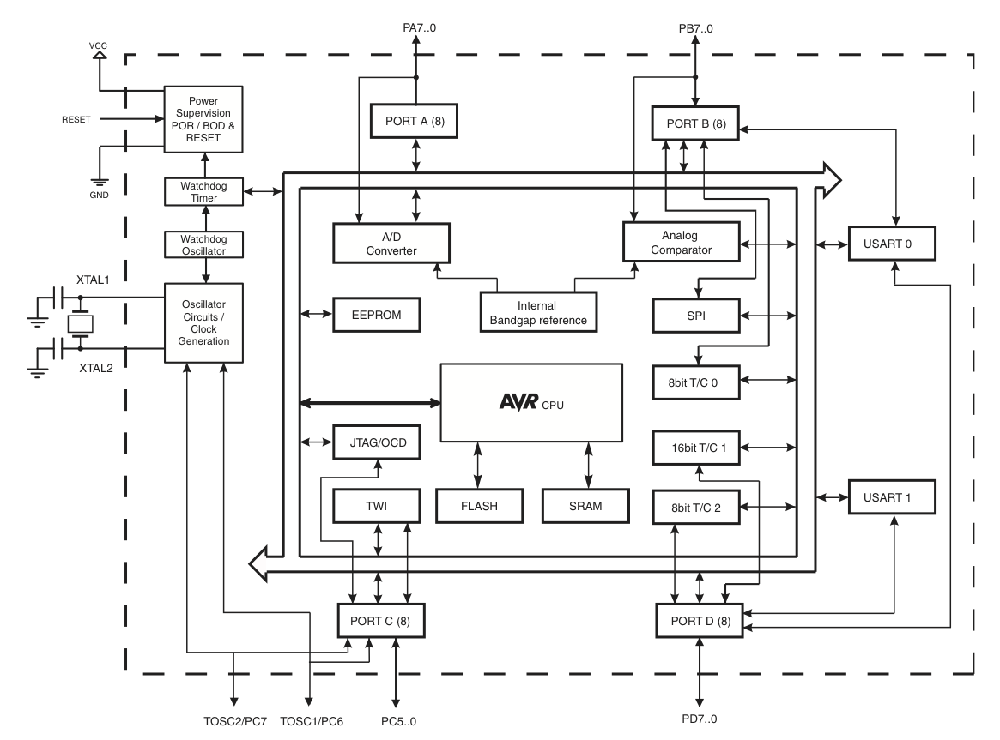 PA7..0
PB7..0
VCC
RESET
GND
Power
Supervision
POR / BOD &
RESET
PORT A (8)
PORT B (8)
Watchdog
Timer
Watchdog
Oscillator
A/D
Converter
Analog
Comparator
USART 0
XTAL1
XTAL2
Oscillator
Circuits /
Clock
Generation
EEPROM
Internal
Bandgap reference
SPI
8bit T/C 0
AVR CPU
JTAG/OCD
16bit T/C 1
TWI
FLASH
SRAM
8bit T/C 2
USART 1
PORT C (8)
PORT D (8)
TOSC2/PC7
TOSC1/PC6
PC5..0
PD7..0